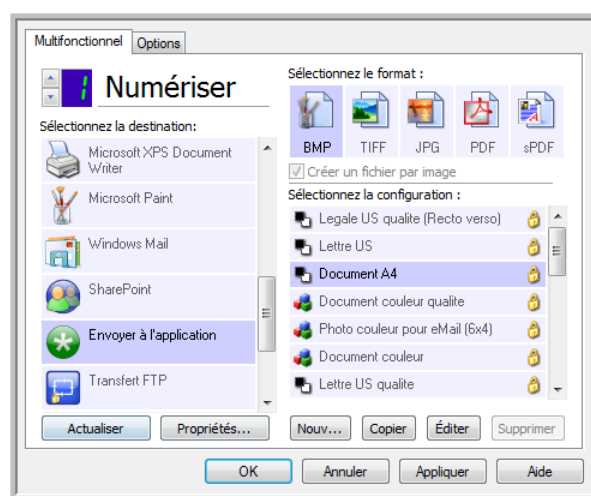 Multifonctionnel Options
1 Numériser
Sélectionnez la destination:
Microsoft XPS Document
Writer
Microsoft Paint
Windows Mail
SharePoint
Envoyer à l'application
Transfert FTP
Actualiser Propriétés...
Sélectionnez le format :
BMP TIFF JPG PDF sPDF
Créer un fichier par image
Sélectionnez la configuration :
Legale US qualite (Recto verso)
Lettre US
Document A4
Document couleur qualite
Photo couleur pour eMail (6x4)
Document couleur
Lettre US qualite
Nouv... Copier Éditer Supprimer
OK Annuler Appliquer Aide